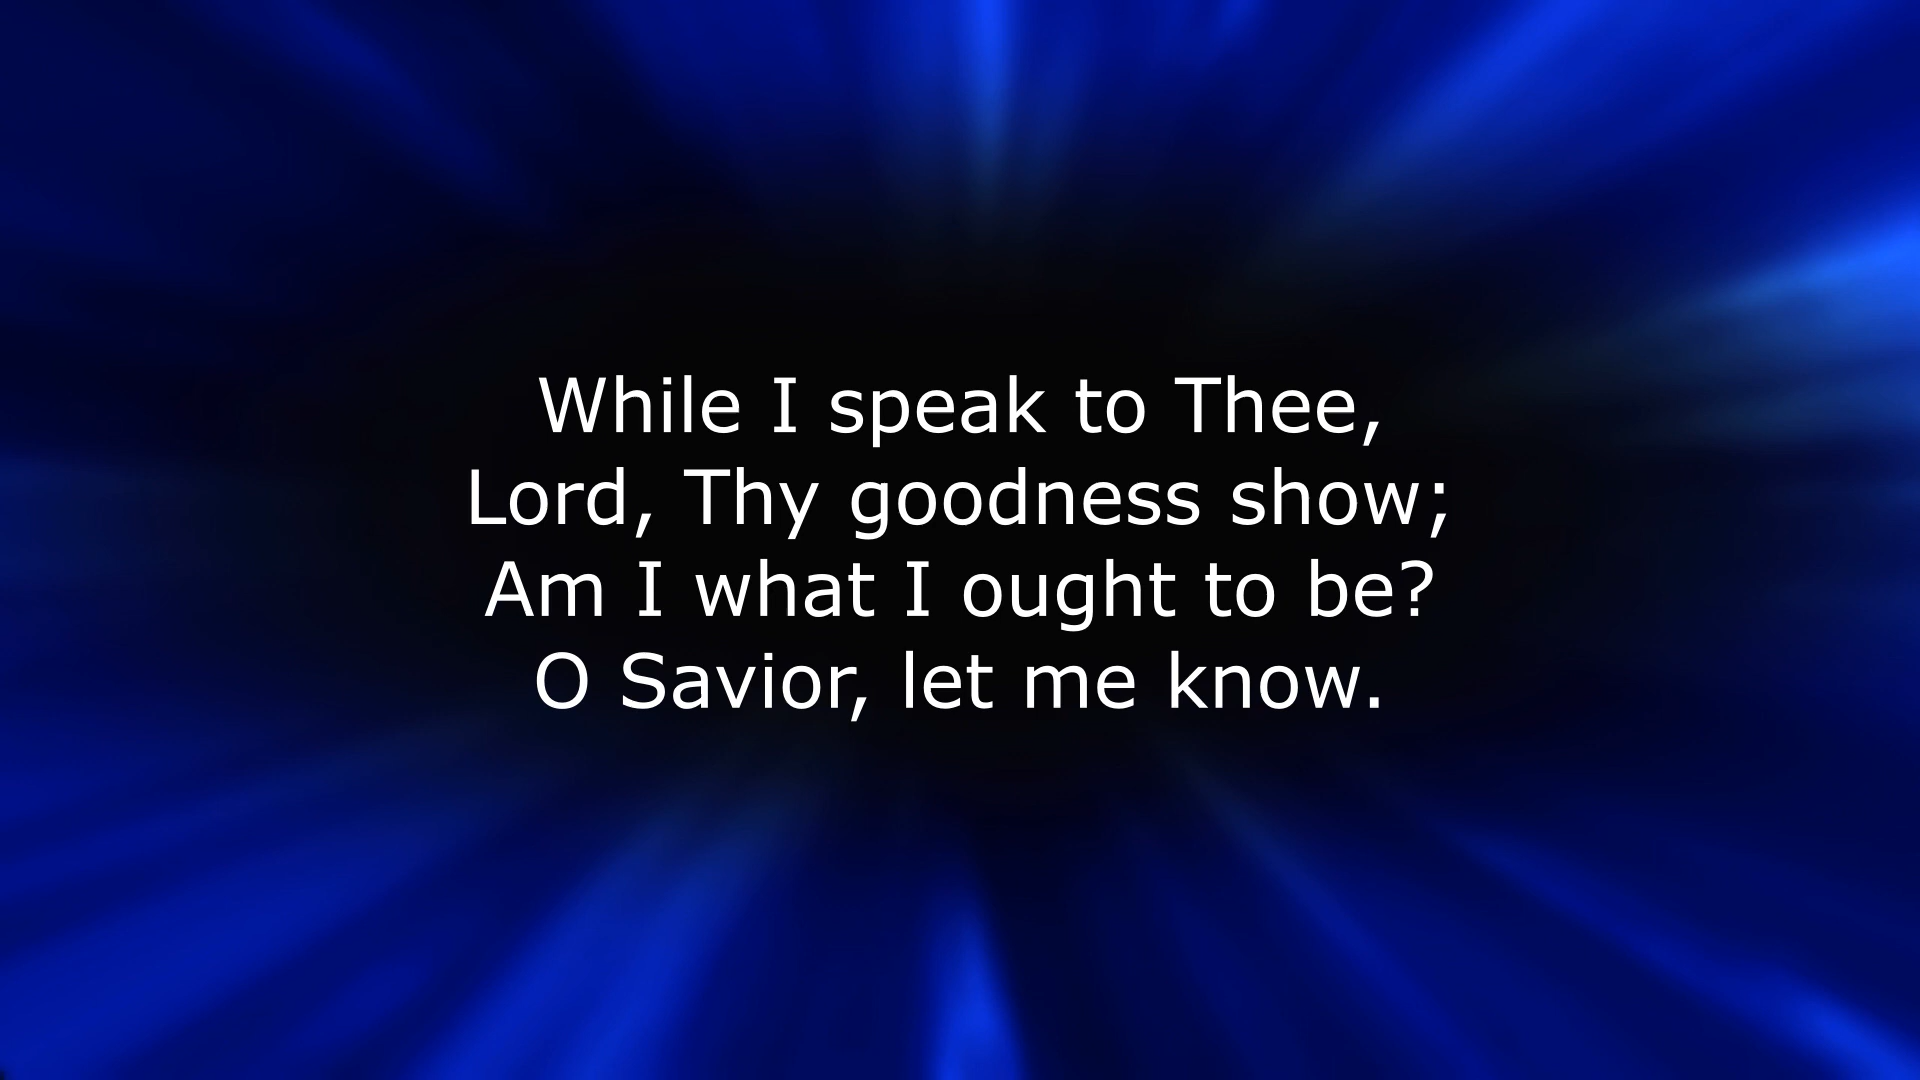 While I speak to Thee,
Lord, Thy goodness show;
Am I what I ought to be?
O Savior, let me know.